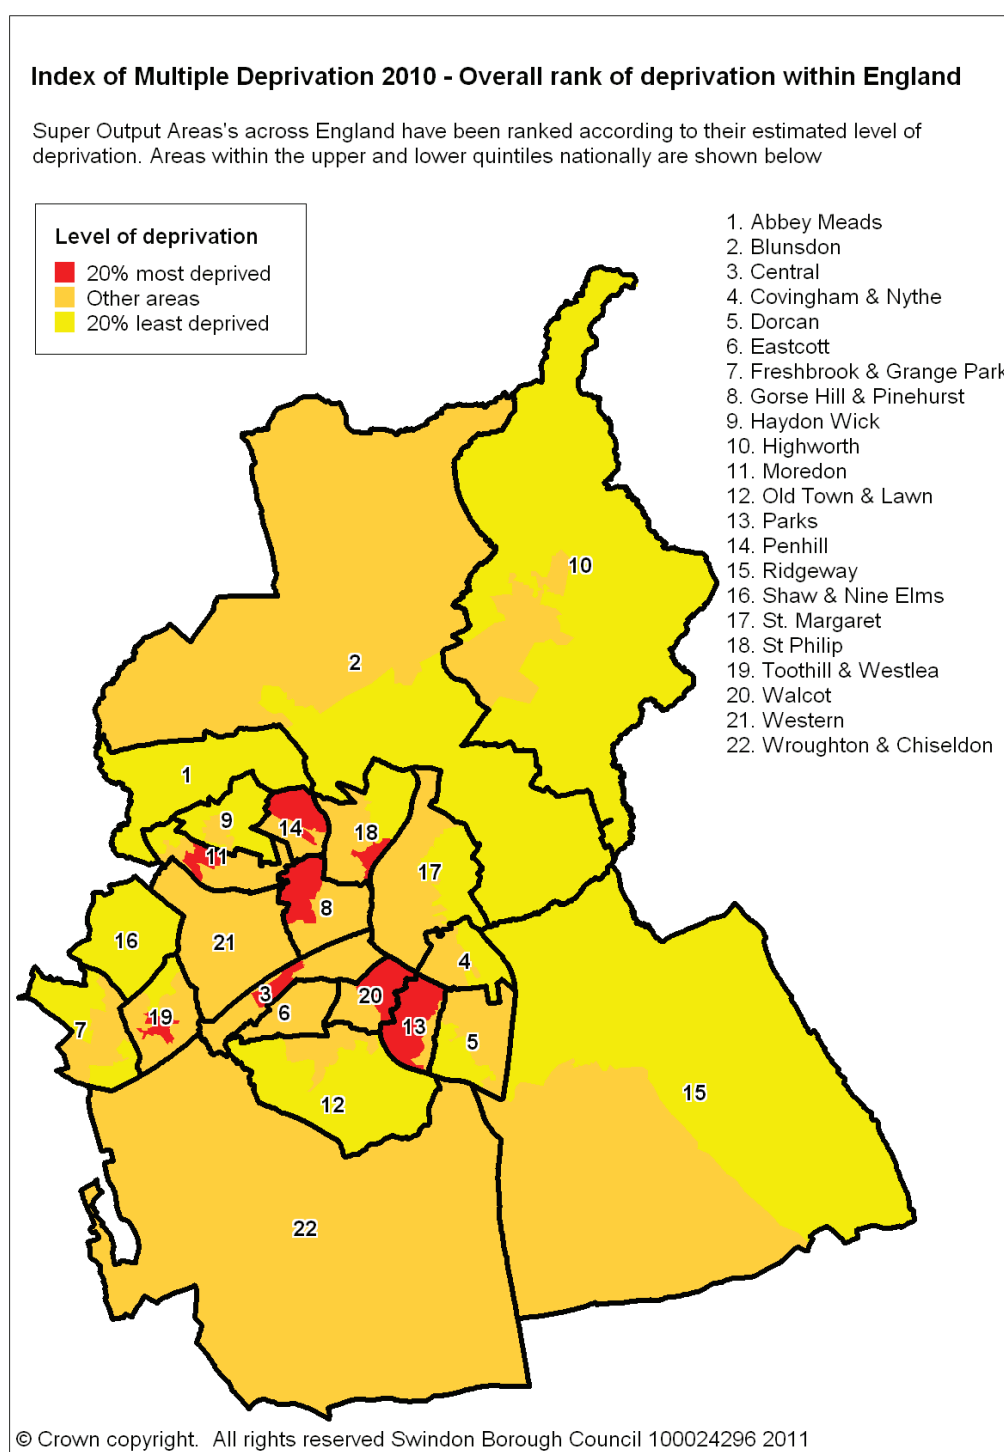 Index of Multiple Deprivation 2010 - Overall rank of deprivation within England
Super Output Areas's across England have been ranked according to their estimated level of
deprivation. Areas within the upper and lower quintiles nationally are shown below
Level of deprivation
20% most deprived
Other areas
20% least deprived
1. Abbey Meads
2. Blunsdon
3. Central
4. Covingham & Nythe
5. Dorcan
6. Eastcott
7. Freshbrook & Grange Park
8. Gorse Hill & Pinehurst
9. Haydon Wick
10. Highworth
11. Moredon
12. Old Town & Lawn
13. Parks
14. Penhill
15. Ridgeway
16. Shaw & Nine Elms
17. St. Margaret
18. St Philip
19. Toothill & Westlea
20. Walcot
21. Western
22. Wroughton & Chiseldon
10
2
1
9
14
18
11
17
8
16
21
4
3
20
6
19
13
7
5
15
12
22
© Crown copyright. All rights reserved Swindon Borough Council 100024296 2011